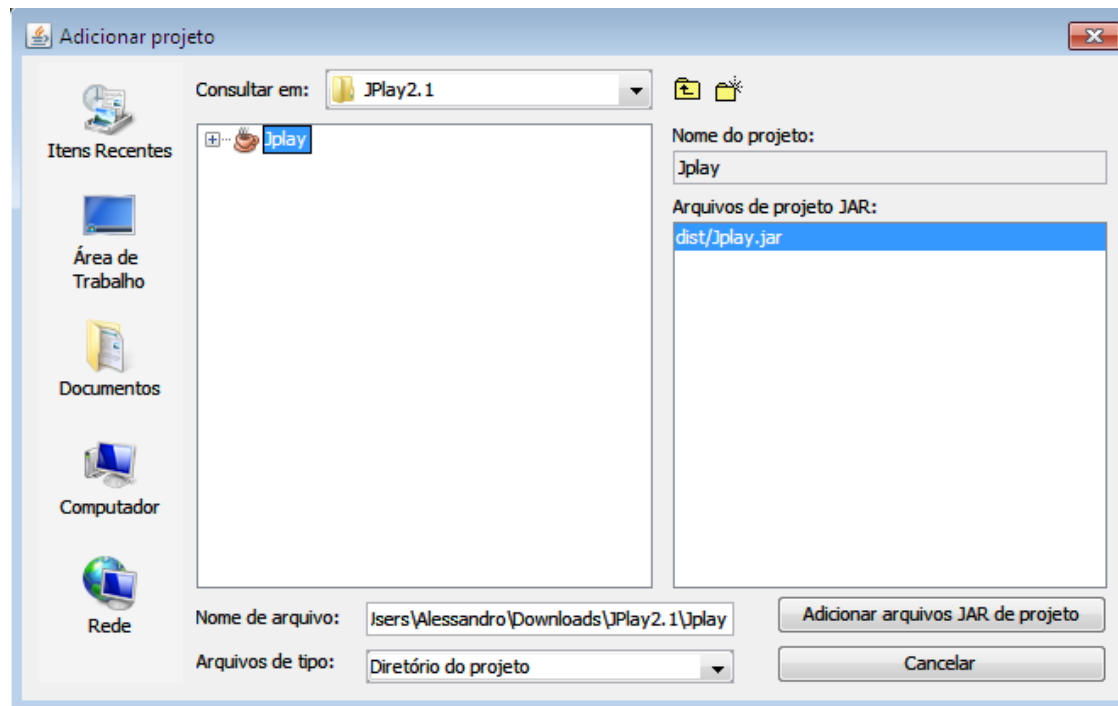 Adicionar projeto
Consultar em:
JPlay2.1
Itens Recentes
Área de
Trabalho
Documentos
Computador
Rede
Jplay
Nome do projeto:
Jplay
Arquivos de projeto JAR:
dist/Jplay.jar
Nome de arquivo:
Jsers\Alessandro\Downloads\JPlay2.1\Jplay
Adicionar arquivos JAR de projeto
Arquivos de tipo:
Diretório do projeto
Cancelar